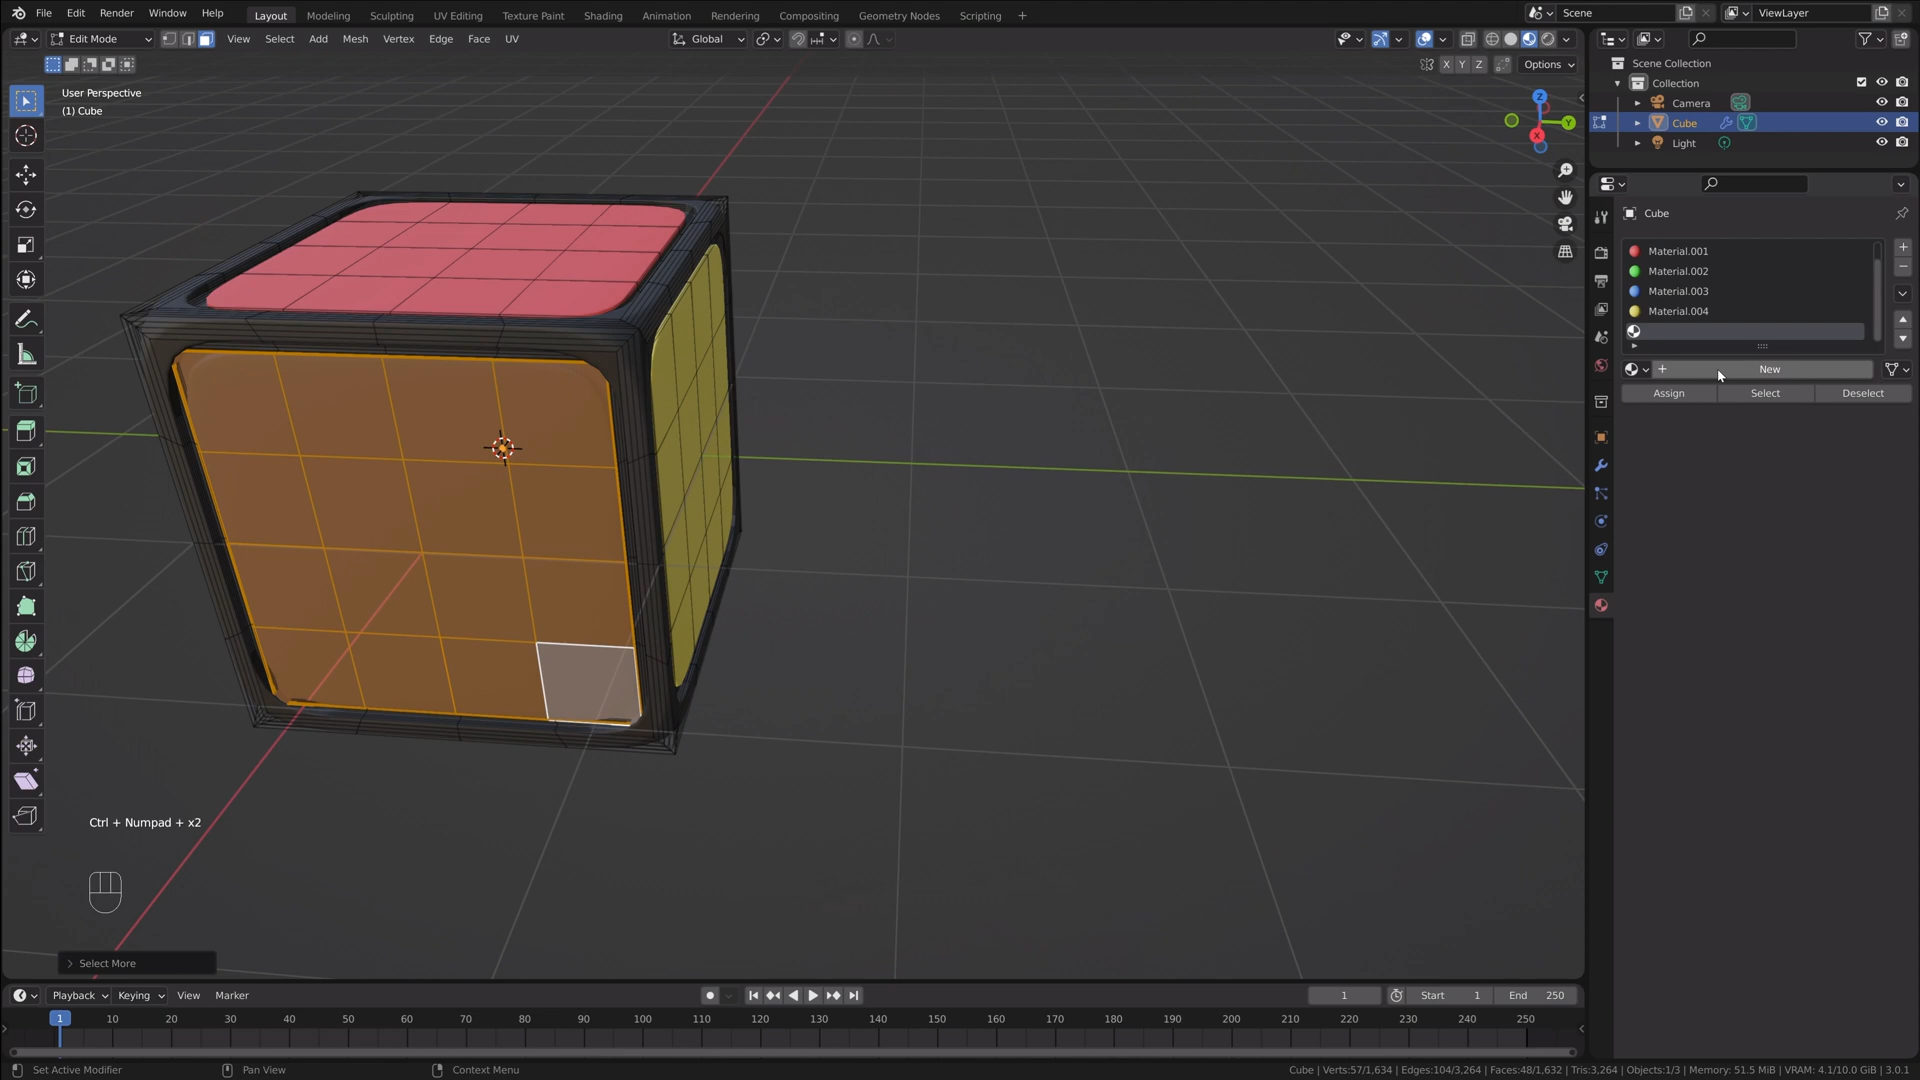 File Edit Render Window Help Layout Modeling Sculpting UV Editing Texture Paint Shading Animation Rendering Compositing Geometry Nodes Scripting + Scene ViewLayer
Edit Mode View Select Add Mesh Vertex Edge Face UV Global
X Y Z Options
User Perspective
(1) Cube
Z
Y
X
Scene Collection
Collection
Camera
Cube
Light
Cube
Material.001
Material.002
Material.003
Material.004
New
Assign Select Deselect
Ctrl + Numpad + x2
Select More
Playback Keying View Marker 1 Start 1 End 250
1 10 20 30 40 50 60 70 80 90 100 110 120 130 140 150 160 170 180 190 200 210 220 230 240 250
Set Active Modifier Pan View Context Menu Cube | Verts:57/1,634 | Edges:104/3,264 | Faces:48/1,632 | Tris:3,264 | Objects:1/3 | Memory: 51.5 MiB | VRAM: 4.1/10.0 GiB | 3.0.1